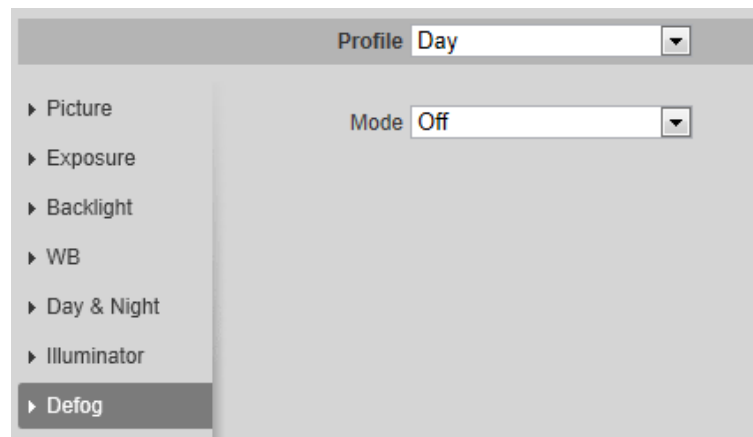 Profile Day
Picture
Mode Off
Exposure
Backlight
WB
Day & Night
Illuminator
Defog